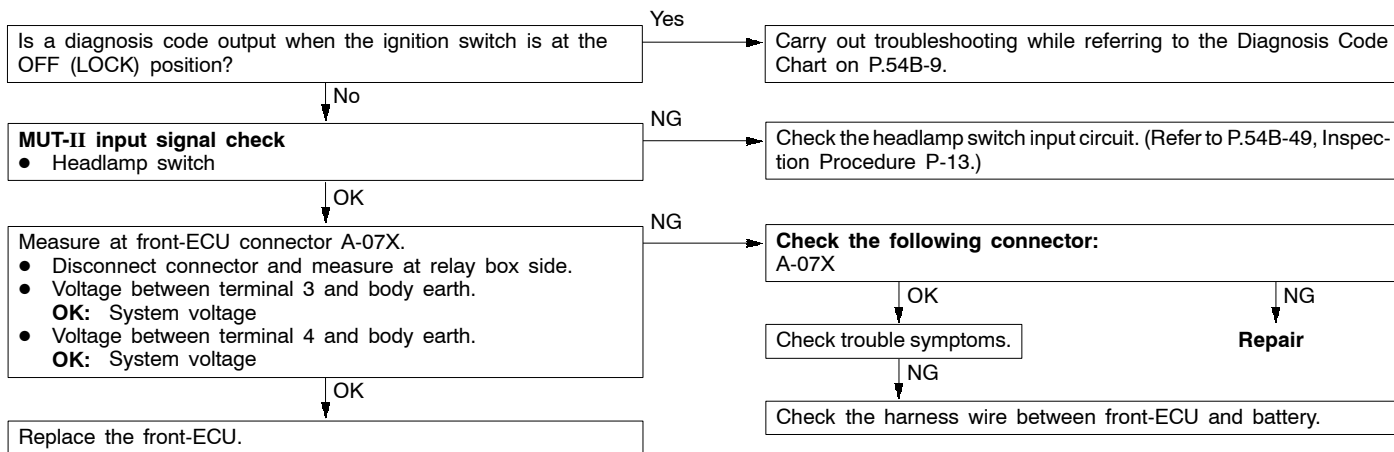 Is a diagnosis code output when the ignition switch is at the
OFF (LOCK) position?
Yes
Carry out troubleshooting while referring to the Diagnosis Code
Chart on P.54B-9.
No
MUT-II input signal check
● Headlamp switch
NG
Check the headlamp switch input circuit. (Refer to P.54B-49, Inspec-
tion Procedure P-13.)
OK
Measure at front-ECU connector A-07X.
● Disconnect connector and measure at relay box side.
● Voltage between terminal 3 and body earth.
OK: System voltage
● Voltage between terminal 4 and body earth.
OK: System voltage
NG
Check the following connector:
A-07X
OK
NG
Check trouble symptoms.
Repair
NG
Check the harness wire between front-ECU and battery.
OK
Replace the front-ECU.